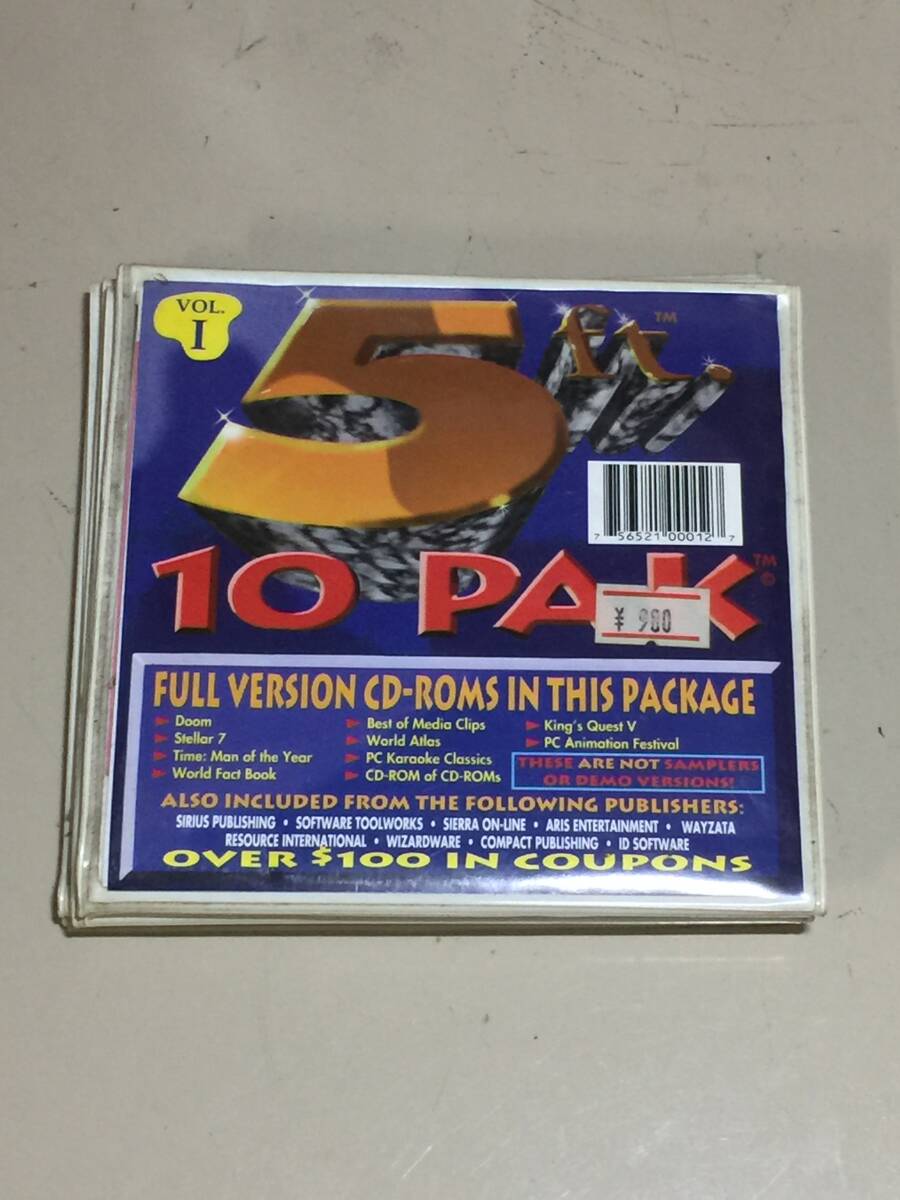 VOL.
I
5 ft.™
7 56521 00012 7
10 PAK™
©
¥ 980
FULL VERSION CD-ROMS IN THIS PACKAGE
Doom
Stellar 7
Time: Man of the Year
World Fact Book
Best of Media Clips
World Atlas
PC Karaoke Classics
CD-ROM of CD-ROMs
King's Quest V
PC Animation Festival
THESE ARE NOT SAMPLERS
OR DEMO VERSIONS!
ALSO INCLUDED FROM THE FOLLOWING PUBLISHERS:
SIRIUS PUBLISHING • SOFTWARE TOOLWORKS • SIERRA ON-LINE • ARIS ENTERTAINMENT • WAYZATA
RESOURCE INTERNATIONAL • WIZARDWARE • COMPACT PUBLISHING • ID SOFTWARE
OVER $100 IN COUPONS